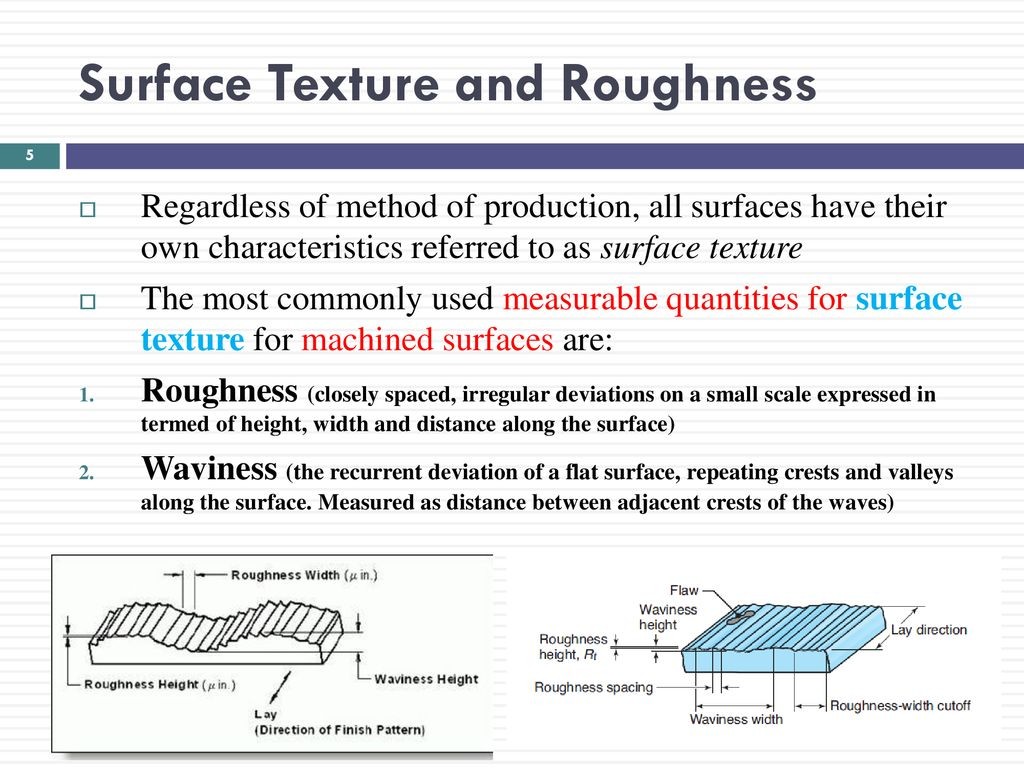 Surface Texture and Roughness
5
Regardless of method of production, all surfaces have their
own characteristics referred to as surface texture
The most commonly used measurable quantities for surface
texture for machined surfaces are:
1. Roughness (closely spaced, irregular deviations on a small scale expressed in
termed of height, width and distance along the surface)
2. Waviness (the recurrent deviation of a flat surface, repeating crests and valleys
along the surface. Measured as distance between adjacent crests of the waves)
Roughness Width (μ in.)
Roughness Height (μ in.)
Waviness Height
Lay
(Direction of Finish Pattern)
Flaw
Waviness
height
Roughness
height, Rt
Lay direction
Roughness spacing
Roughness-width cutoff
Waviness width